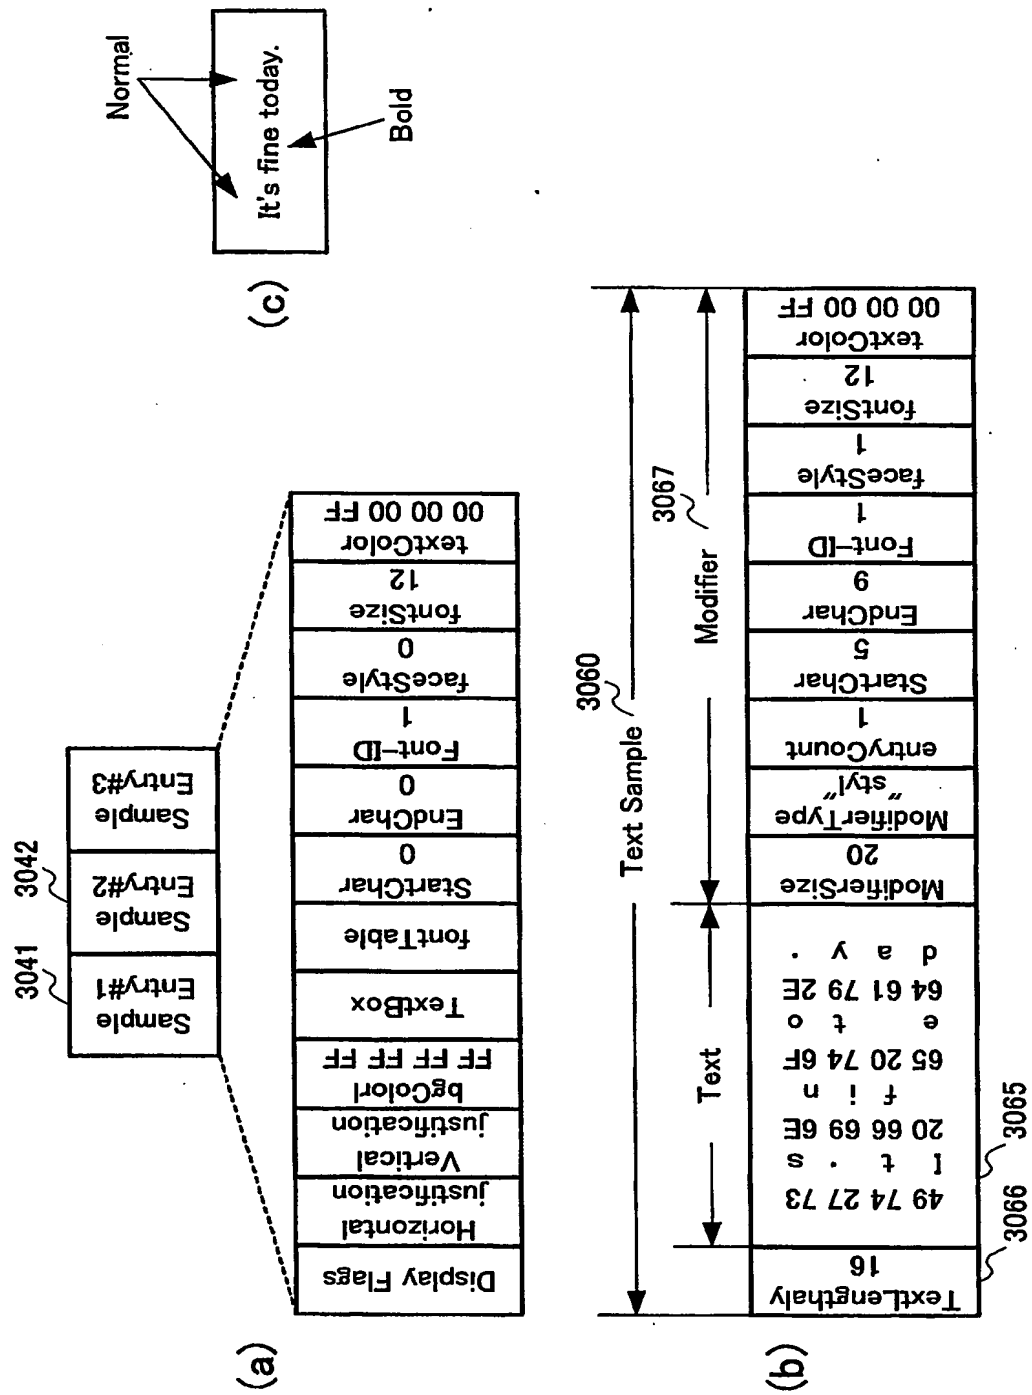 (a)
3041
3042
Sample
Entry#1
Sample
Entry#2
Sample
Entry#3
Display Flags
Horizontal
justification
Vertical
justification
bgColorI
FF FF FF FF
TextBox
fontTable
StartChar
0
EndChar
0
Font-ID
1
faceStyle
0
fontSize
12
textColor
00 00 00 FF
(b)
Text Sample
3060
Text
Modifier
3067
TextLengthaly
16
49 74 27 73
I t ' s
20 66 69 6E
f i n
65 20 74 6F
e t o
64 61 79 2E
d a y .
ModifierSize
20
ModifierType
"styl"
entryCount
1
StartChar
5
EndChar
9
Font-ID
1
faceStyle
1
fontSize
12
textColor
00 00 00 FF
3066
3065
(c)
Normal
It's fine today.
Bold